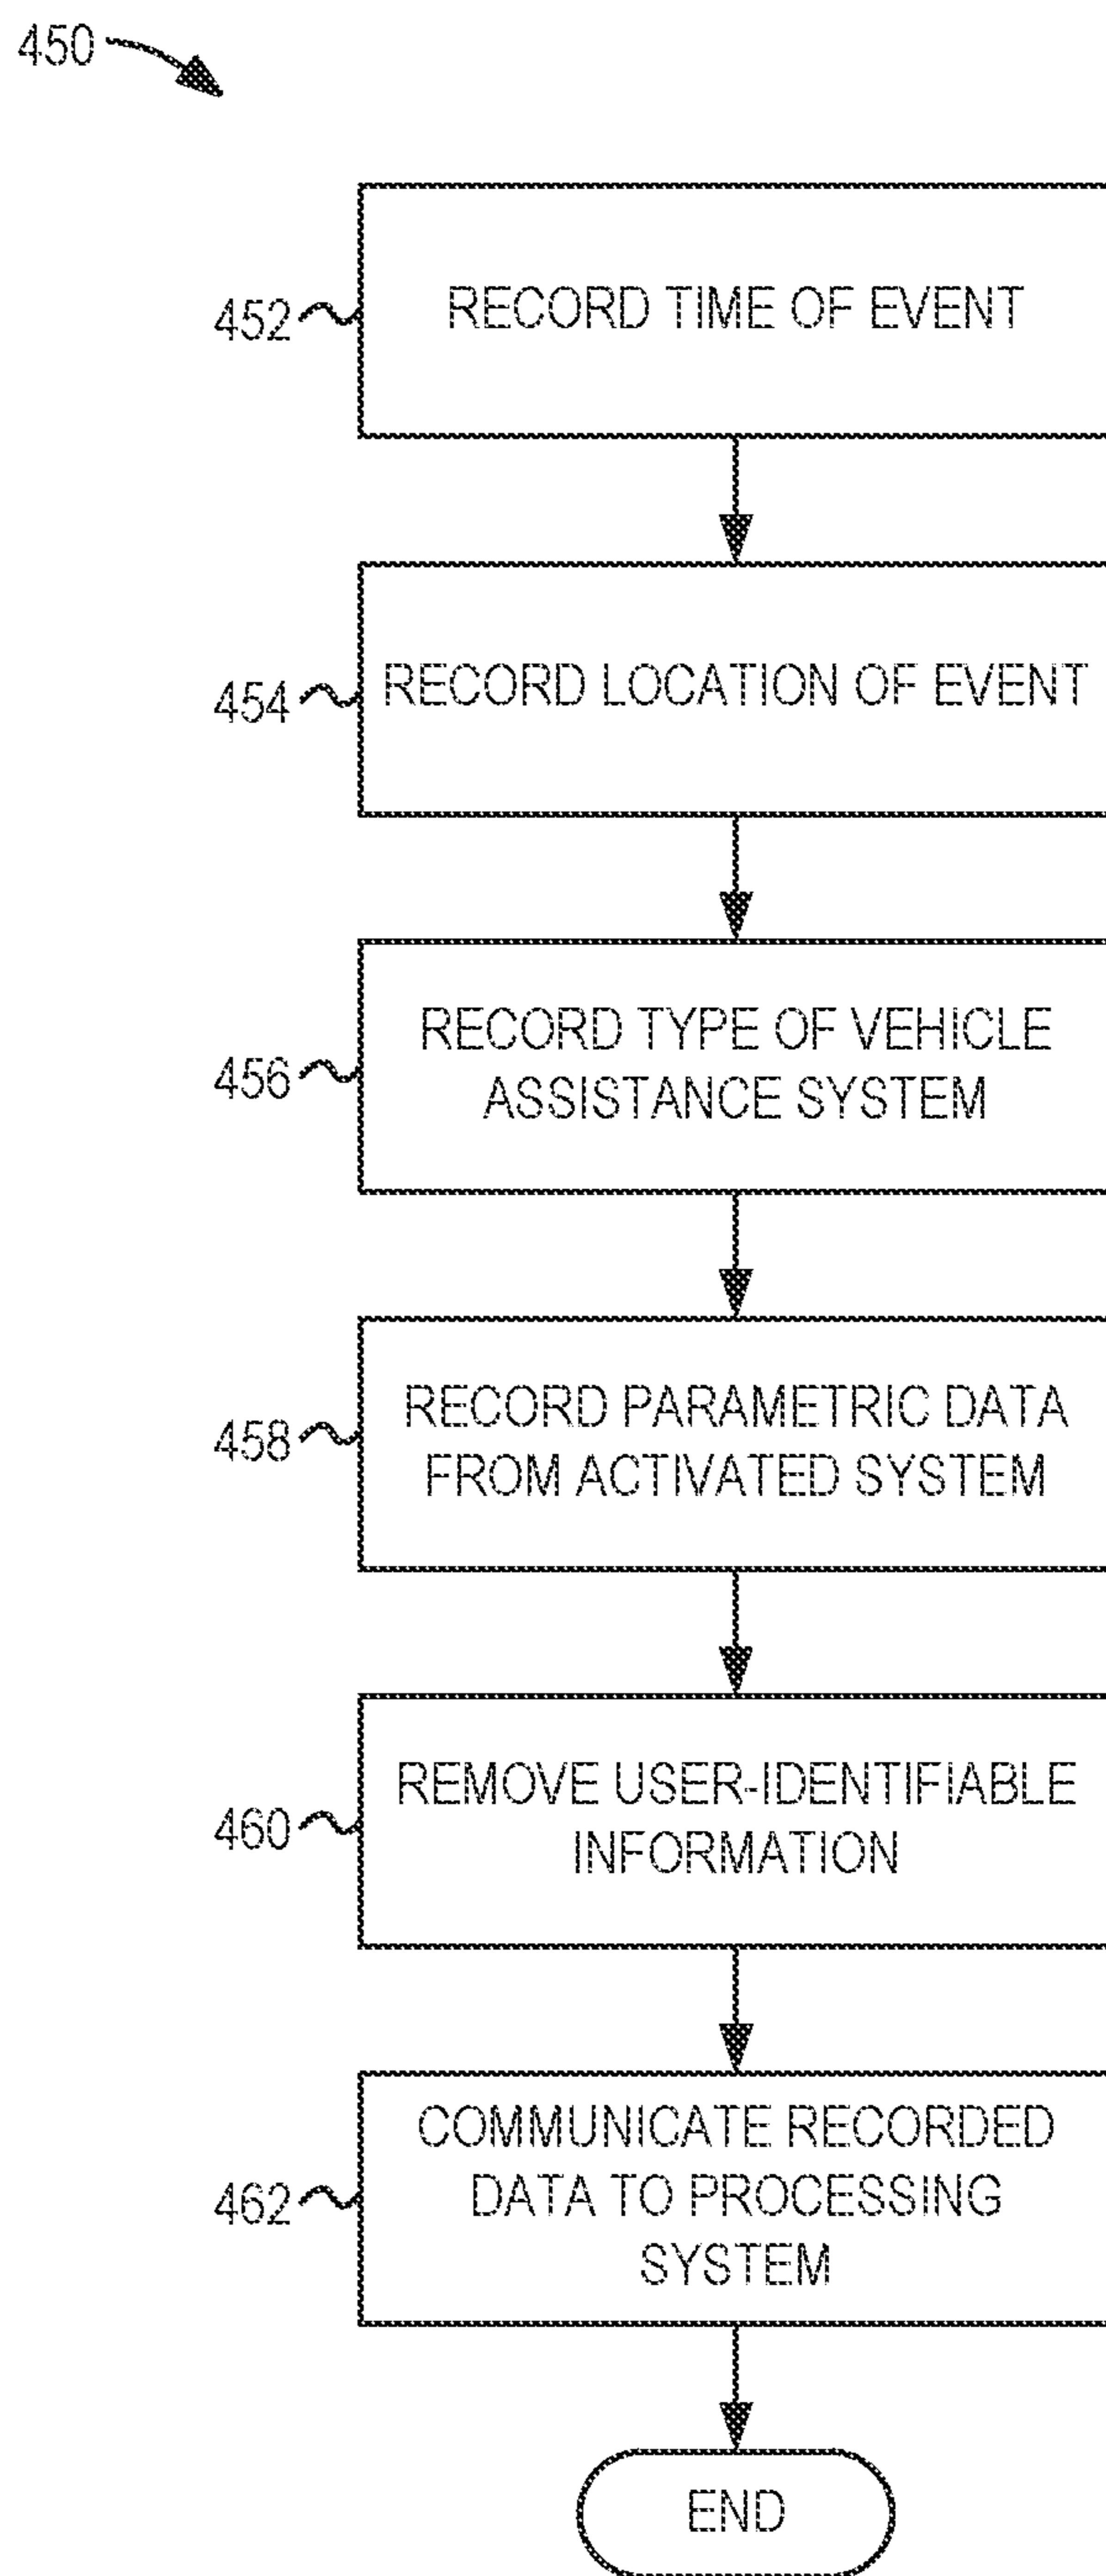 450
452
RECORD TIME OF EVENT
454
RECORD LOCATION OF EVENT
456
RECORD TYPE OF VEHICLE
ASSISTANCE SYSTEM
458
RECORD PARAMETRIC DATA
FROM ACTIVATED SYSTEM
460
REMOVE USER-IDENTIFIABLE
INFORMATION
462
COMMUNICATE RECORDED
DATA TO PROCESSING
SYSTEM
END